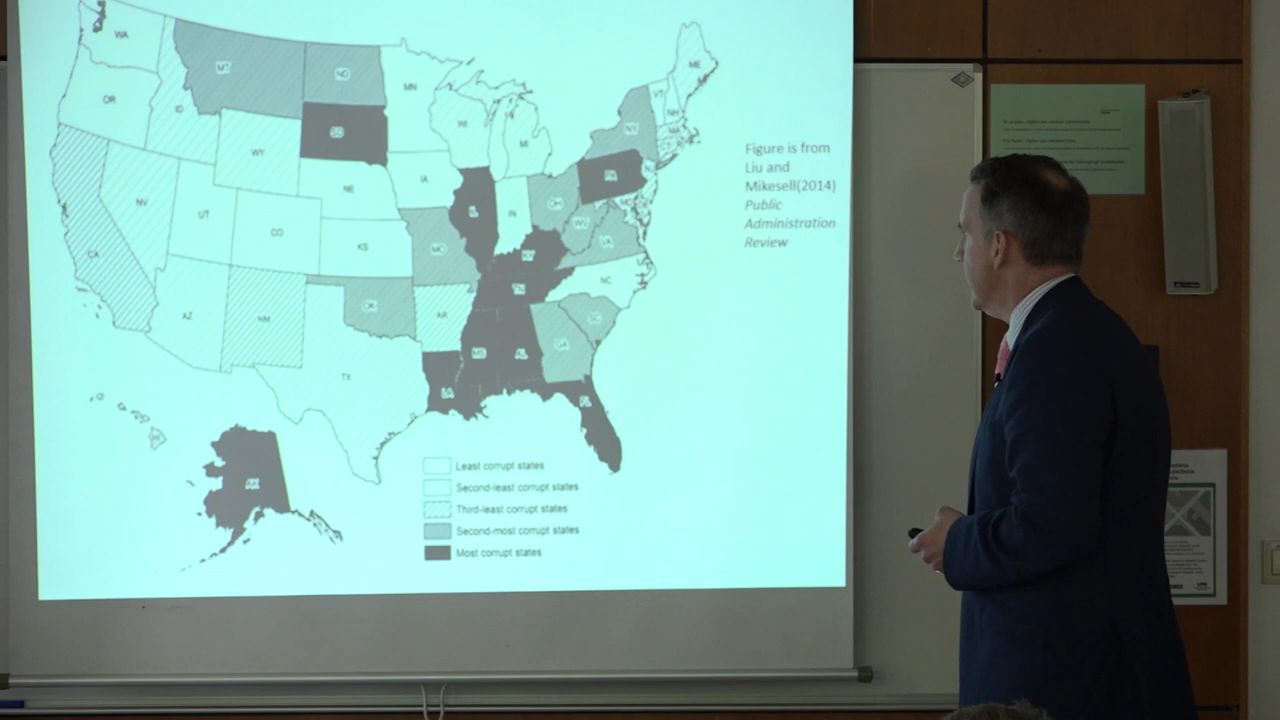 WA
MT
ND
MN
ME
OR
ID
SD
WI
MI
VT
NH
NY
MA
CT
WY
IA
PA
NE
NV
UT
CO
IL
IN
OH
MD
WV
VA
KS
MO
KY
CA
TN
NC
AZ
NM
OK
AR
SC
GA
MS
AL
TX
LA
FL
HI
AK
Figure is from
Liu and
Mikesell(2014)
Public
Administration
Review
Least corrupt states
Second-least corrupt states
Third-least corrupt states
Second-most corrupt states
Most corrupt states